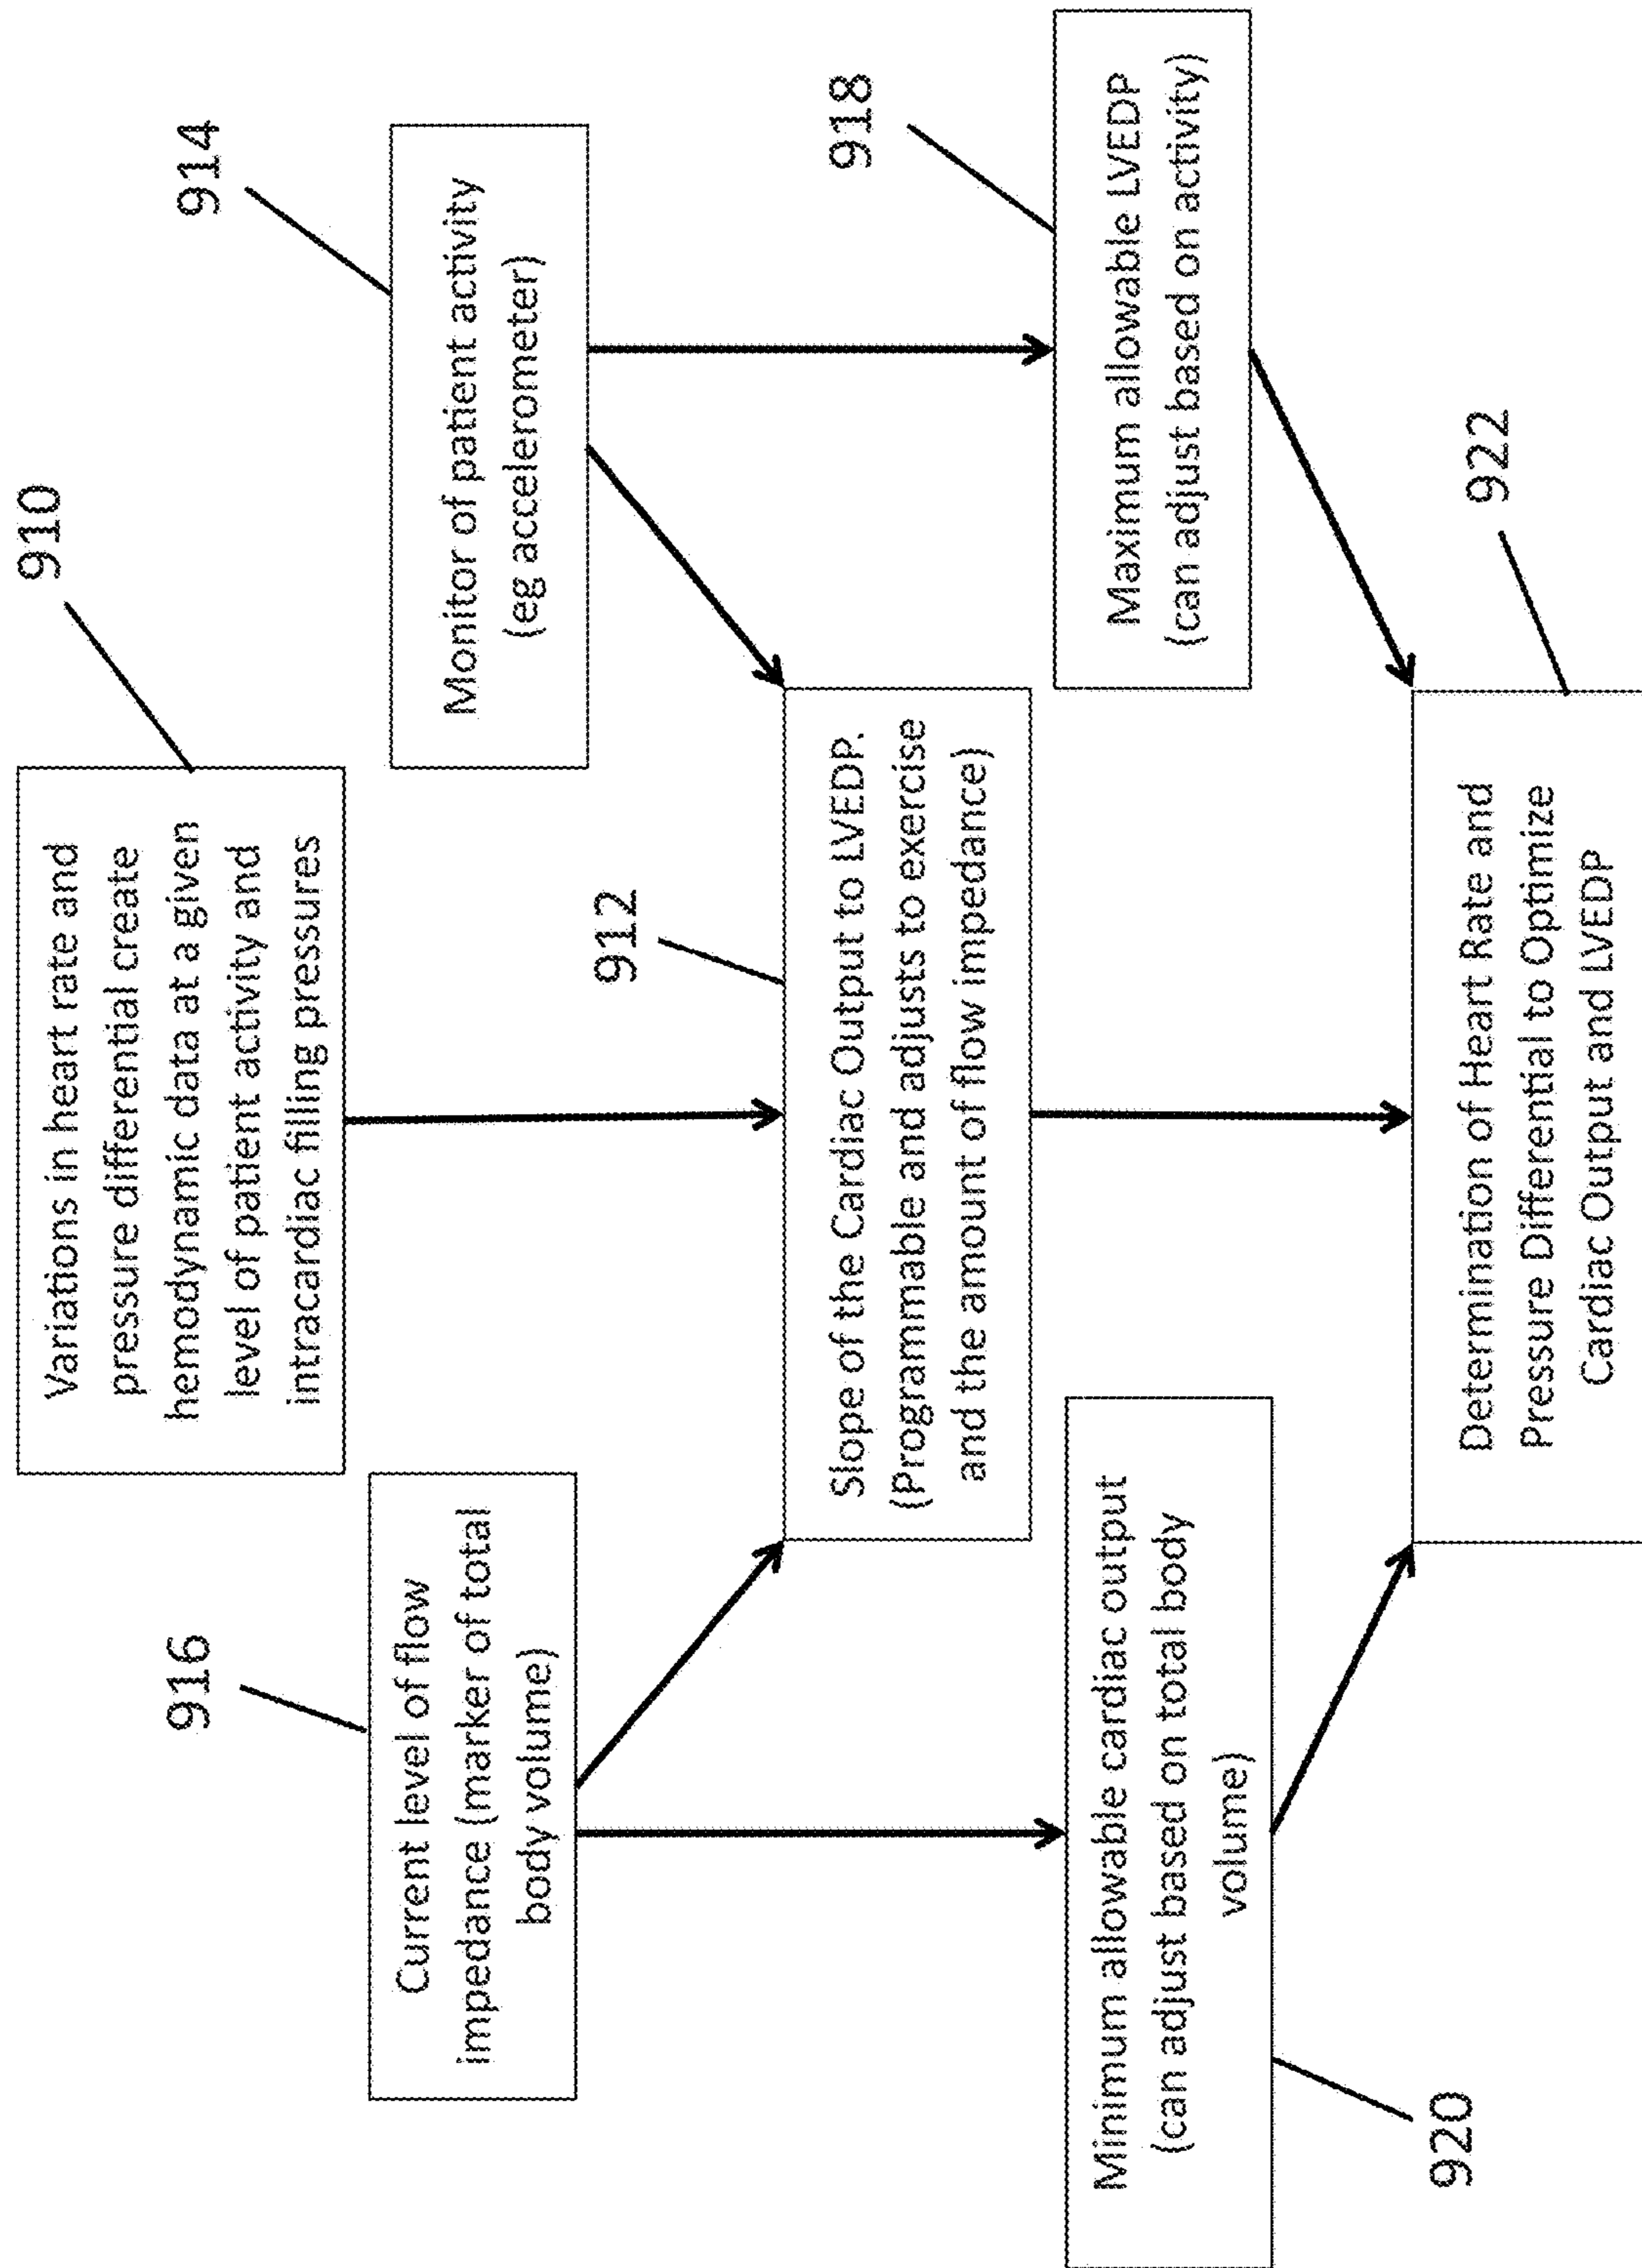 910
Variations in heart rate and
pressure differential create
hemodynamic data at a given
level of patient activity and
intracardiac filling pressures
916
Current level of flow
impedance (marker of total
body volume)
914
Monitor of patient activity
(eg accelerometer)
912
Slope of the Cardiac Output to LVEDP.
(Programmable and adjusts to exercise
and the amount of flow impedance)
918
Maximum allowable LVEDP
(can adjust based on activity)
Minimum allowable cardiac output
(can adjust based on total body
volume)
920
922
Determination of Heart Rate and
Pressure Differential to Optimize
Cardiac Output and LVEDP